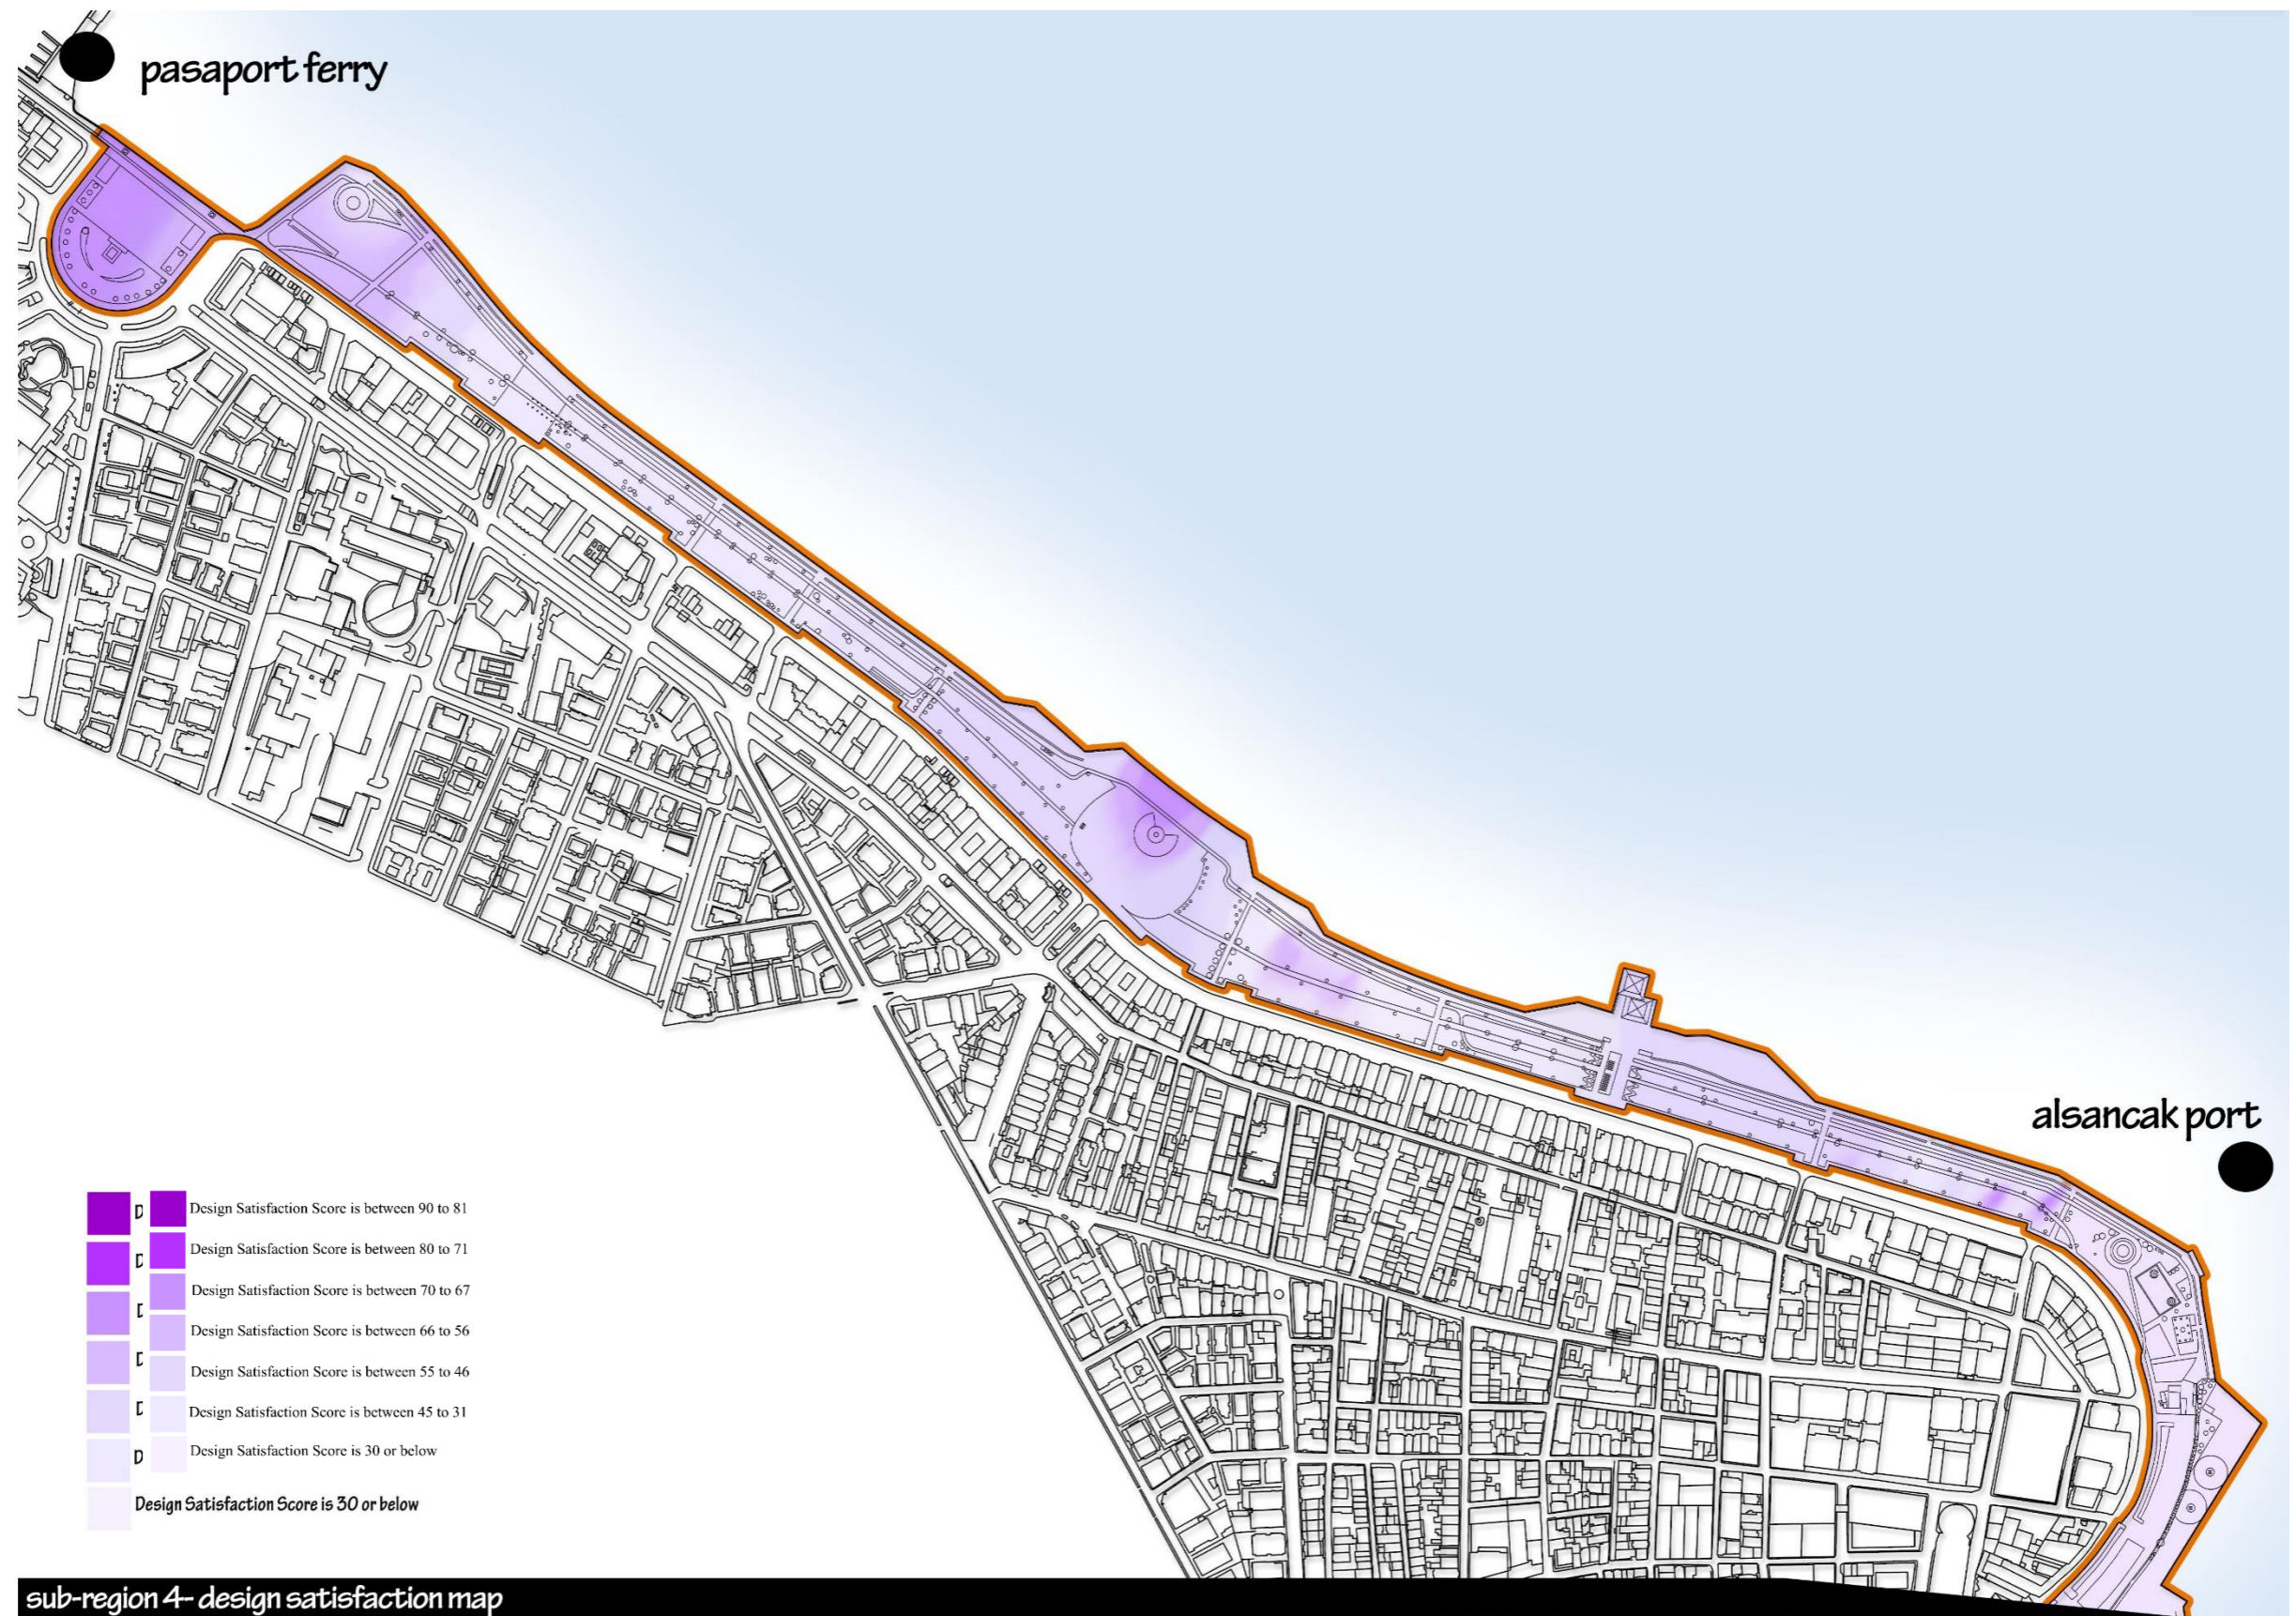 pasaport ferry
alsancak port
D Design Satisfaction Score is between 90 to 81
Design Satisfaction Score is between 80 to 71
Design Satisfaction Score is between 70 to 67
Design Satisfaction Score is between 66 to 56
Design Satisfaction Score is between 55 to 46
Design Satisfaction Score is between 45 to 31
D Design Satisfaction Score is 30 or below
Design Satisfaction Score is 30 or below
sub-region 4- design satisfaction map